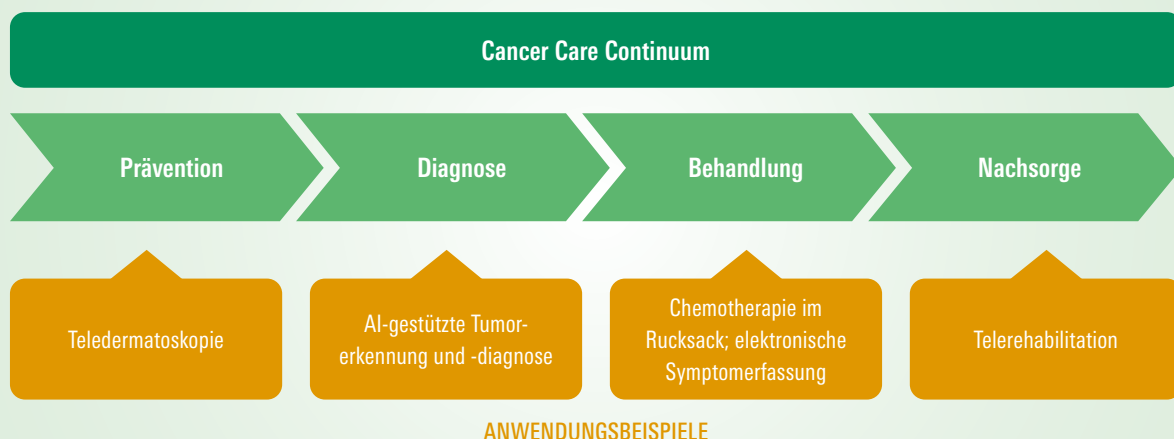 Cancer Care Continuum
Prävention
Diagnose
Behandlung
Nachsorge
Teledermatoskopie
AI-gestützte Tumor-
erkennung und -diagnose
Chemotherapie im
Rucksack; elektronische
Symptomerfassung
Telerehabilitation
ANWENDUNGSBEISPIELE